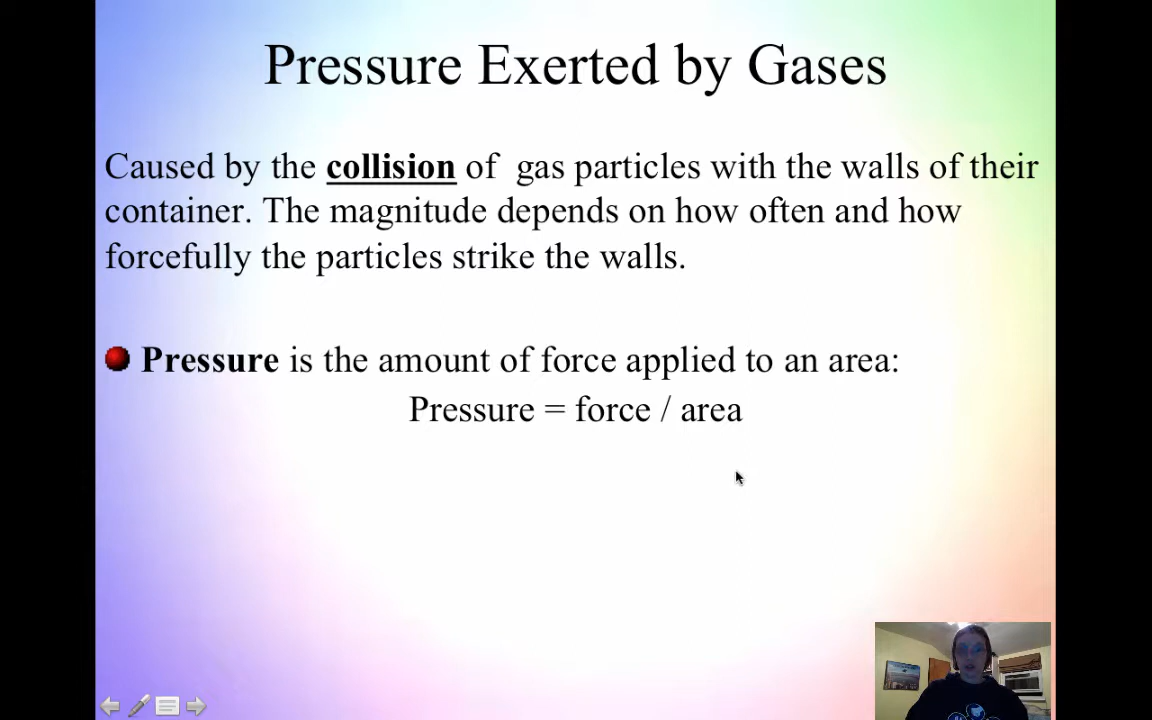 Pressure Exerted by Gases
Caused by the collision of gas particles with the walls of their
container. The magnitude depends on how often and how
forcefully the particles strike the walls.
Pressure is the amount of force applied to an area:
Pressure = force / area